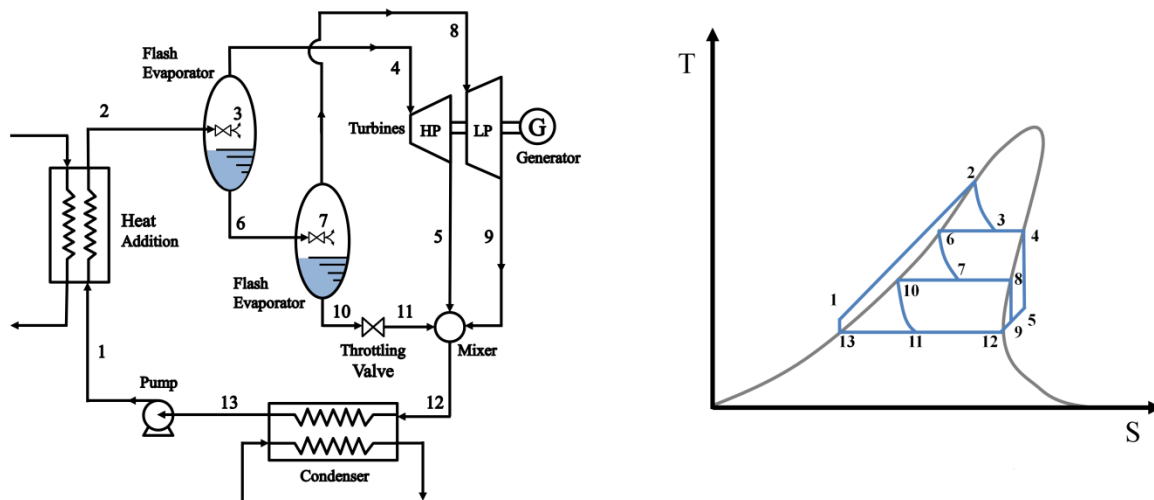 8
Flash
Evaporator
4
2
3
Turbines
HP
LP
G
Generator
Heat
Addition
6
7
5
9
Flash
Evaporator
10
11
Throttling
Valve
Mixer
1
Pump
13
12
Condenser
T
2
3
4
6
7
8
10
1
5
9
13
11
12
S